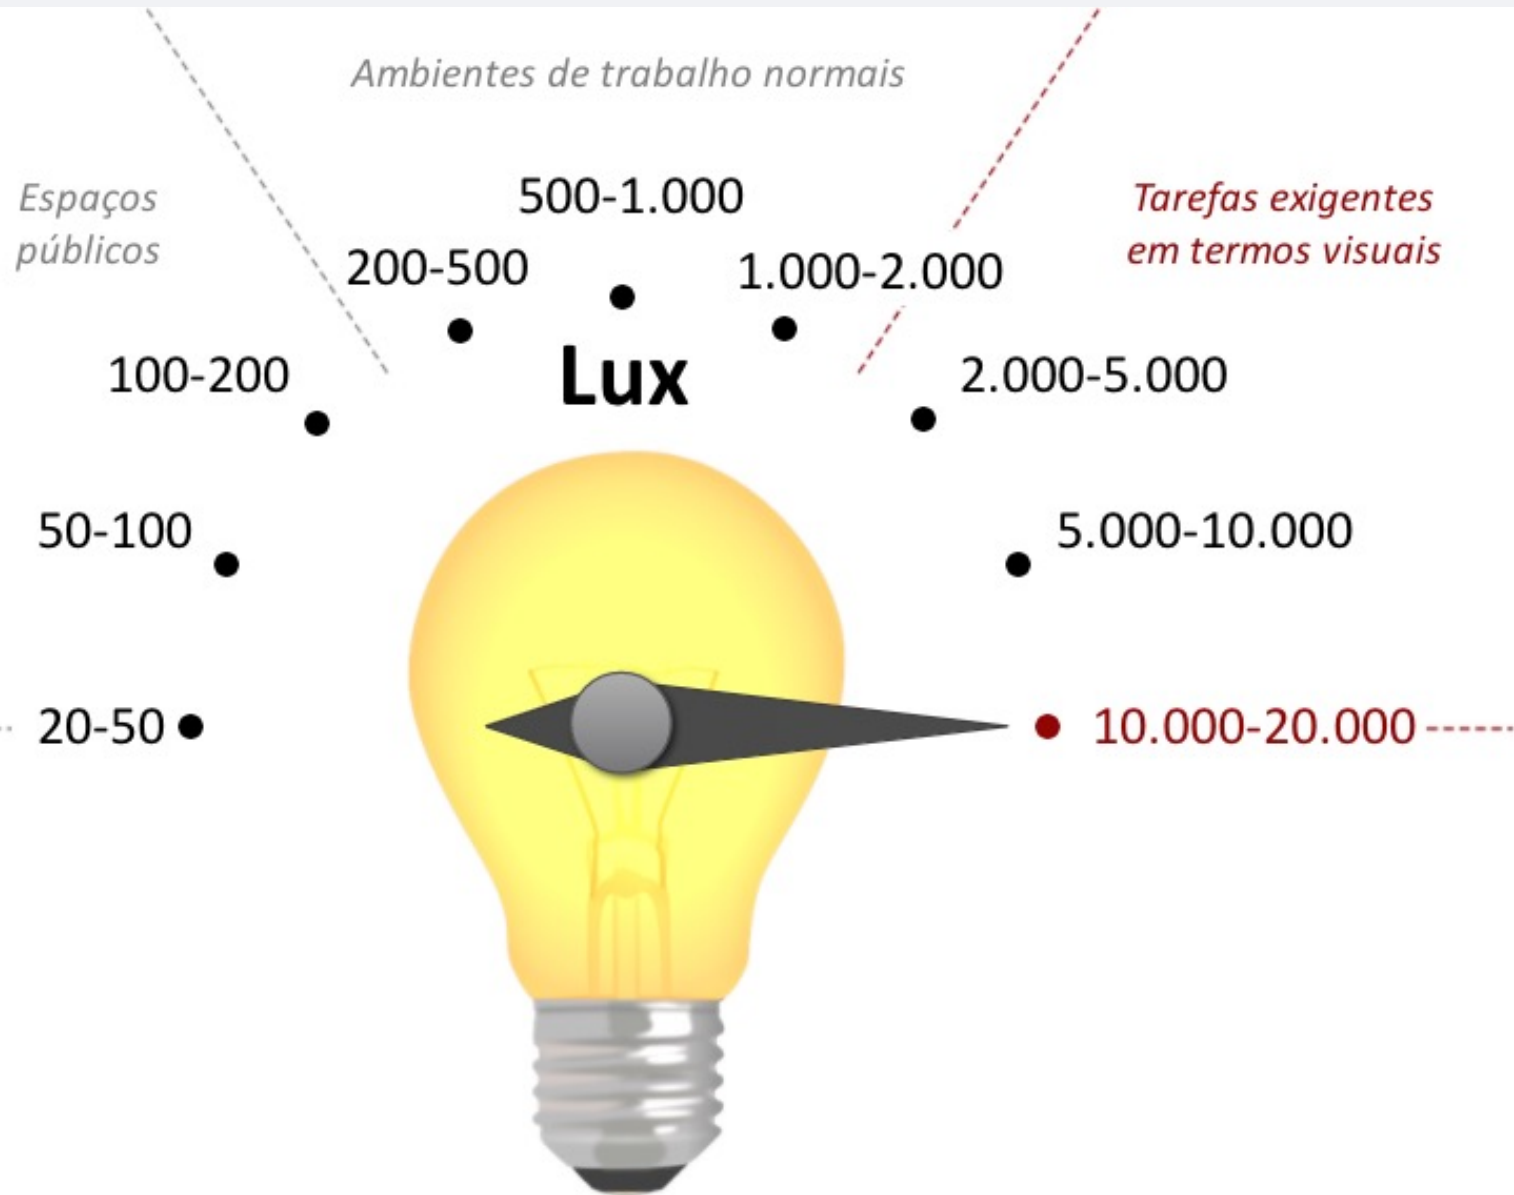 Ambientes de trabalho normais
Espaços
públicos
Tarefas exigentes
em termos visuais
500-1.000
200-500
1.000-2.000
Lux
100-200
2.000-5.000
50-100
5.000-10.000
20-50
10.000-20.000